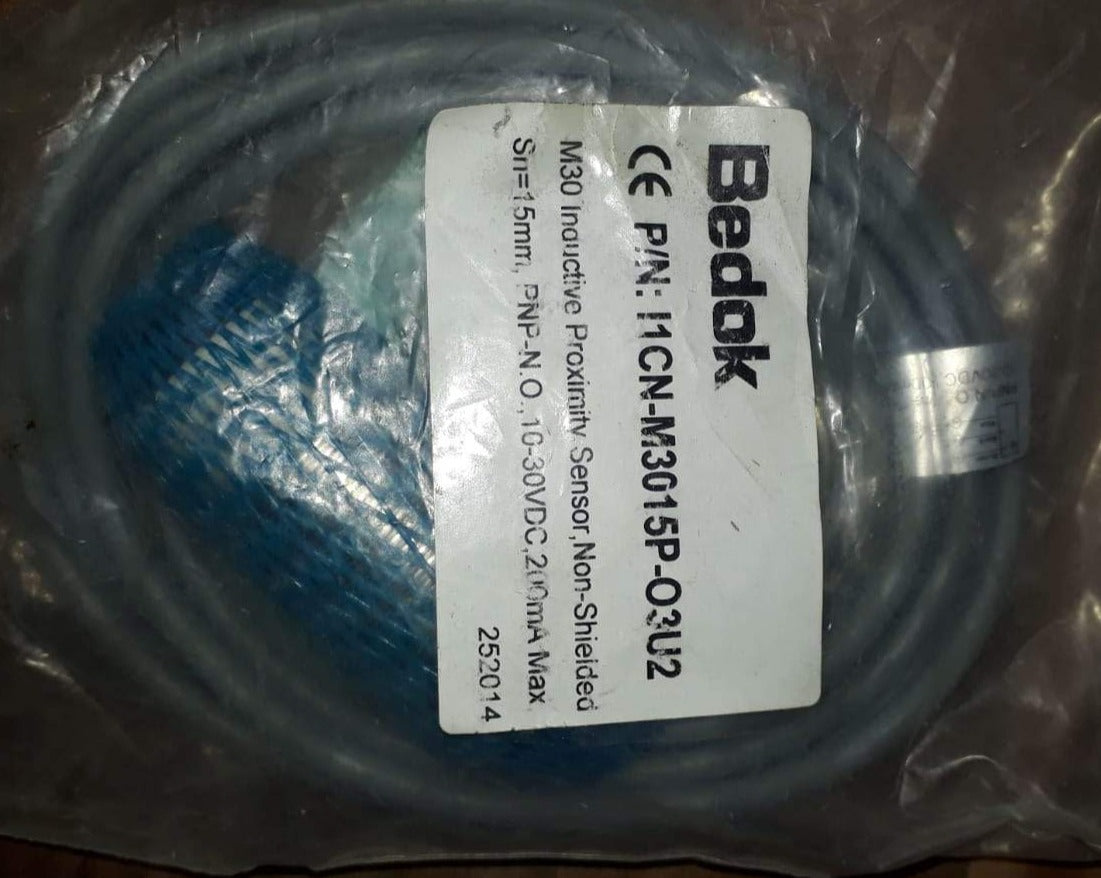 Bedok
CE P/N: I1CN-M3015P-O3U2
M30 Inductive Proximity Sensor,Non-Shielded
Sn=15mm, PNP-N.O.,10-30VDC,200mA Max
252014